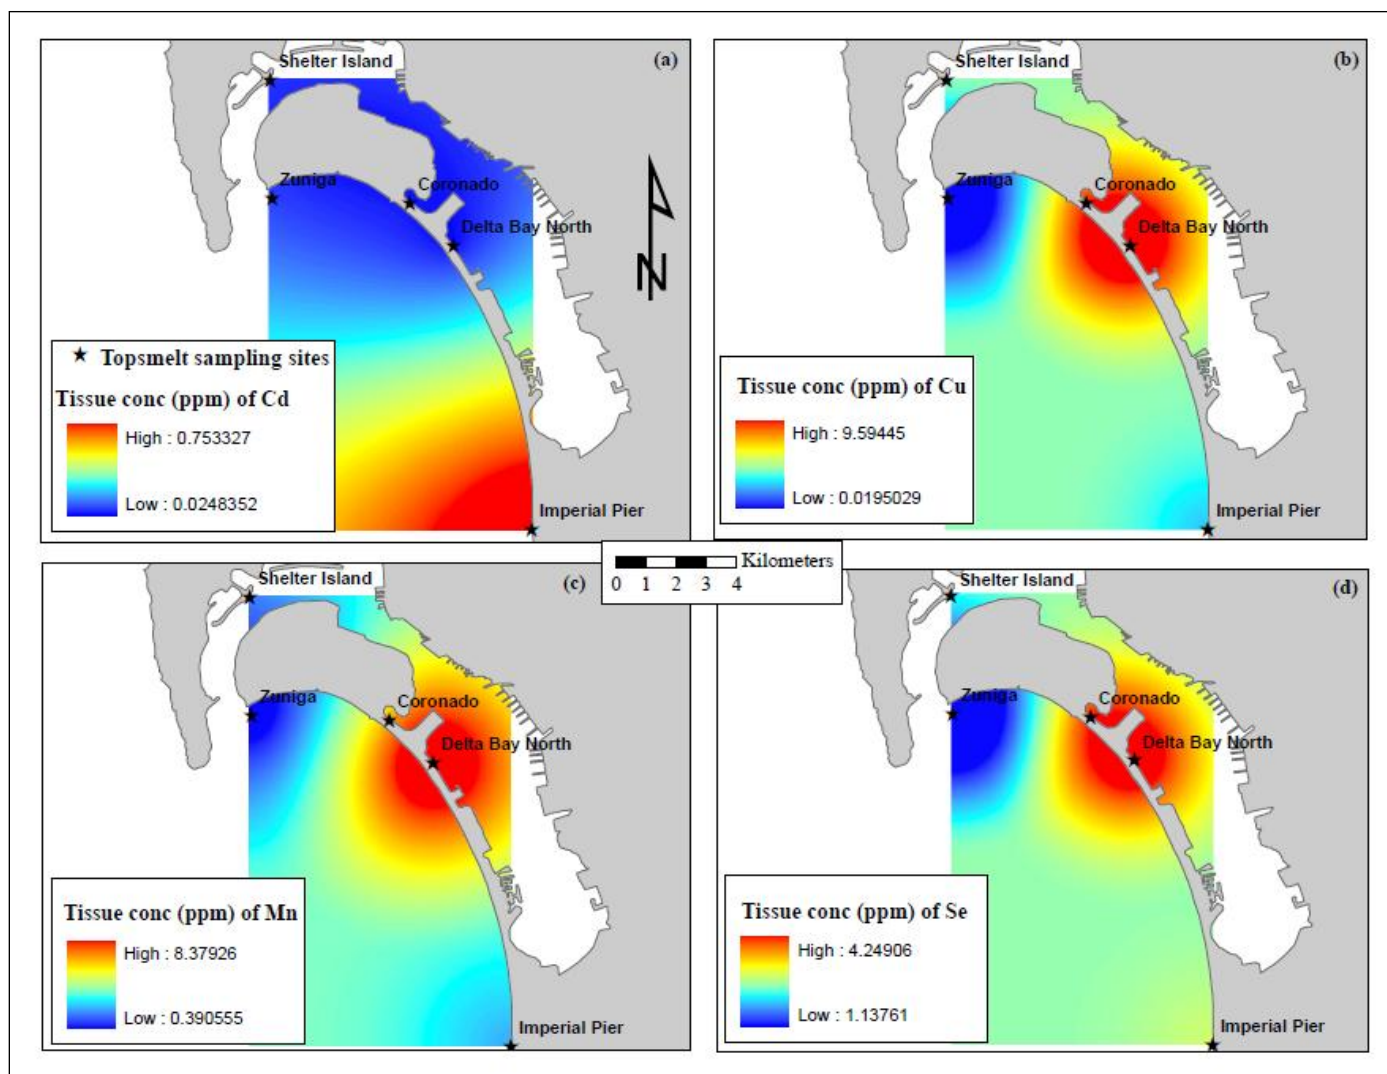 Shelter Island
(a)
Zuniga
Coronado
Delta Bay North
N
★ Topsmelt sampling sites
Tissue conc (ppm) of Cd
High : 0.753327
Low : 0.0248352
Imperial Pier
Shelter Island
(b)
Zuniga
Coronado
Delta Bay North
Tissue conc (ppm) of Cu
High : 9.59445
Low : 0.0195029
Imperial Pier
Kilometers
0 1 2 3 4
Shelter Island
(c)
Zuniga
Coronado
Delta Bay North
Tissue conc (ppm) of Mn
High : 8.37926
Low : 0.390555
Imperial Pier
Shelter Island
(d)
Zuniga
Coronado
Delta Bay North
Tissue conc (ppm) of Se
High : 4.24906
Low : 1.13761
Imperial Pier